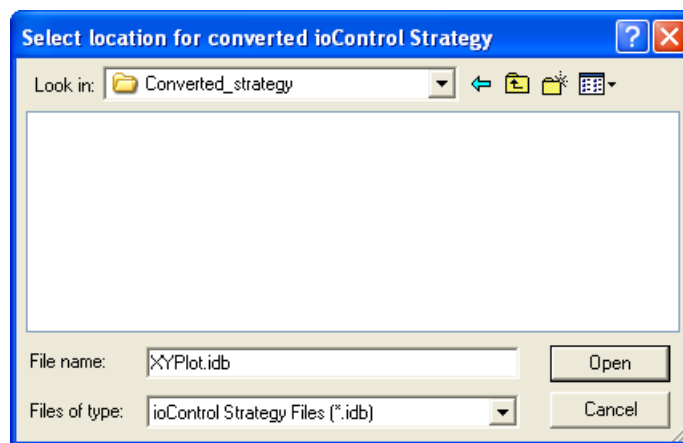 Select location for converted ioControl Strategy
Look in: Converted_strategy
File name: XYPlot.idb Open
Files of type: ioControl Strategy Files (*.idb) Cancel